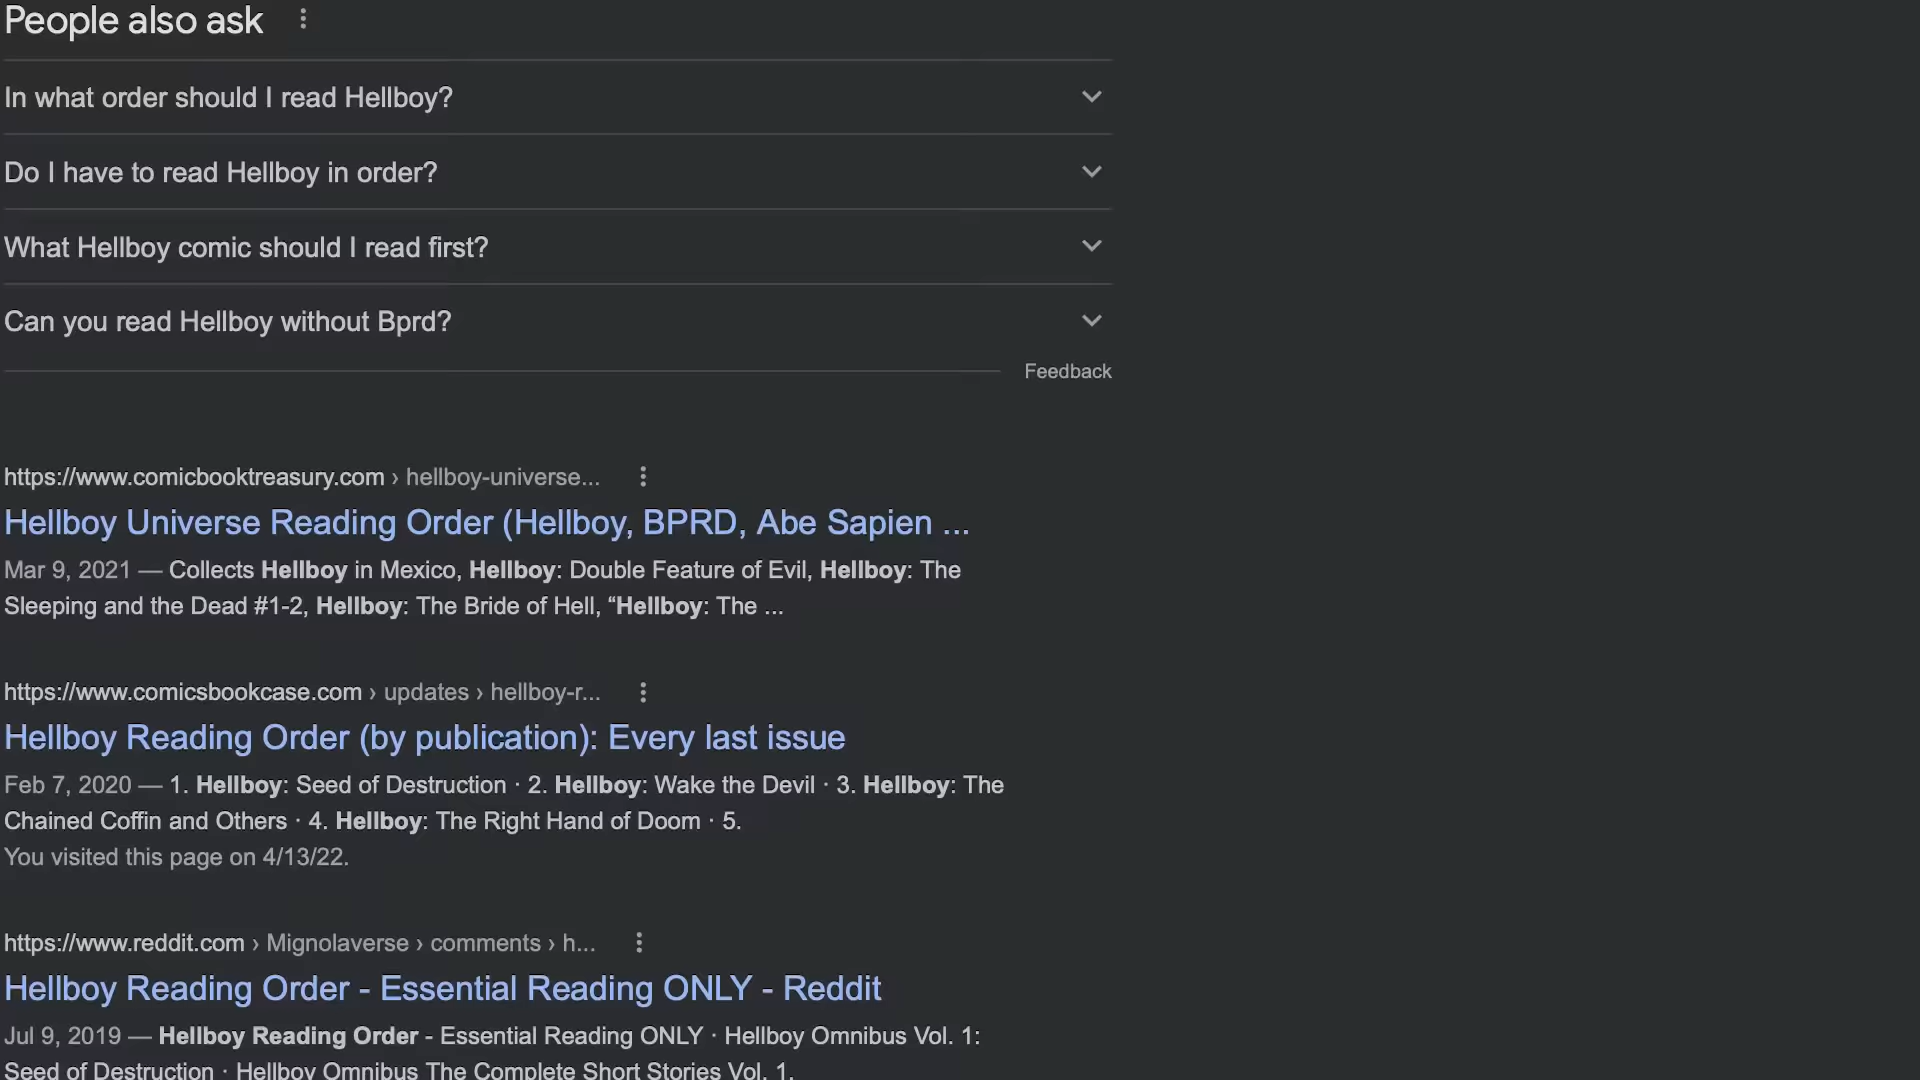 People also ask
In what order should I read Hellboy?
Do I have to read Hellboy in order?
What Hellboy comic should I read first?
Can you read Hellboy without Bprd?
Feedback
https://www.comicbooktreasury.com › hellboy-universe...
Hellboy Universe Reading Order (Hellboy, BPRD, Abe Sapien ...
Mar 9, 2021 — Collects Hellboy in Mexico, Hellboy: Double Feature of Evil, Hellboy: The
Sleeping and the Dead #1-2, Hellboy: The Bride of Hell, “Hellboy: The ...
https://www.comicsbookcase.com › updates › hellboy-r...
Hellboy Reading Order (by publication): Every last issue
Feb 7, 2020 — 1. Hellboy: Seed of Destruction · 2. Hellboy: Wake the Devil · 3. Hellboy: The
Chained Coffin and Others · 4. Hellboy: The Right Hand of Doom · 5.
You visited this page on 4/13/22.
https://www.reddit.com › Mignolaverse › comments › h...
Hellboy Reading Order - Essential Reading ONLY - Reddit
Jul 9, 2019 — Hellboy Reading Order - Essential Reading ONLY · Hellboy Omnibus Vol. 1:
Seed of Destruction · Hellboy Omnibus The Complete Short Stories Vol. 1.